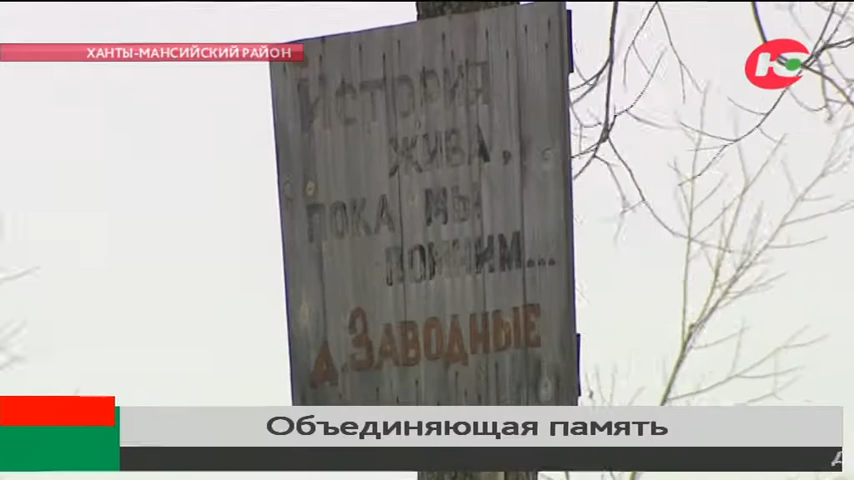 ХАНТЫ-МАНСИЙСКИЙ РАЙОН
История
жива,
пока мы
помним...
д. Заводные
Объединяющая память